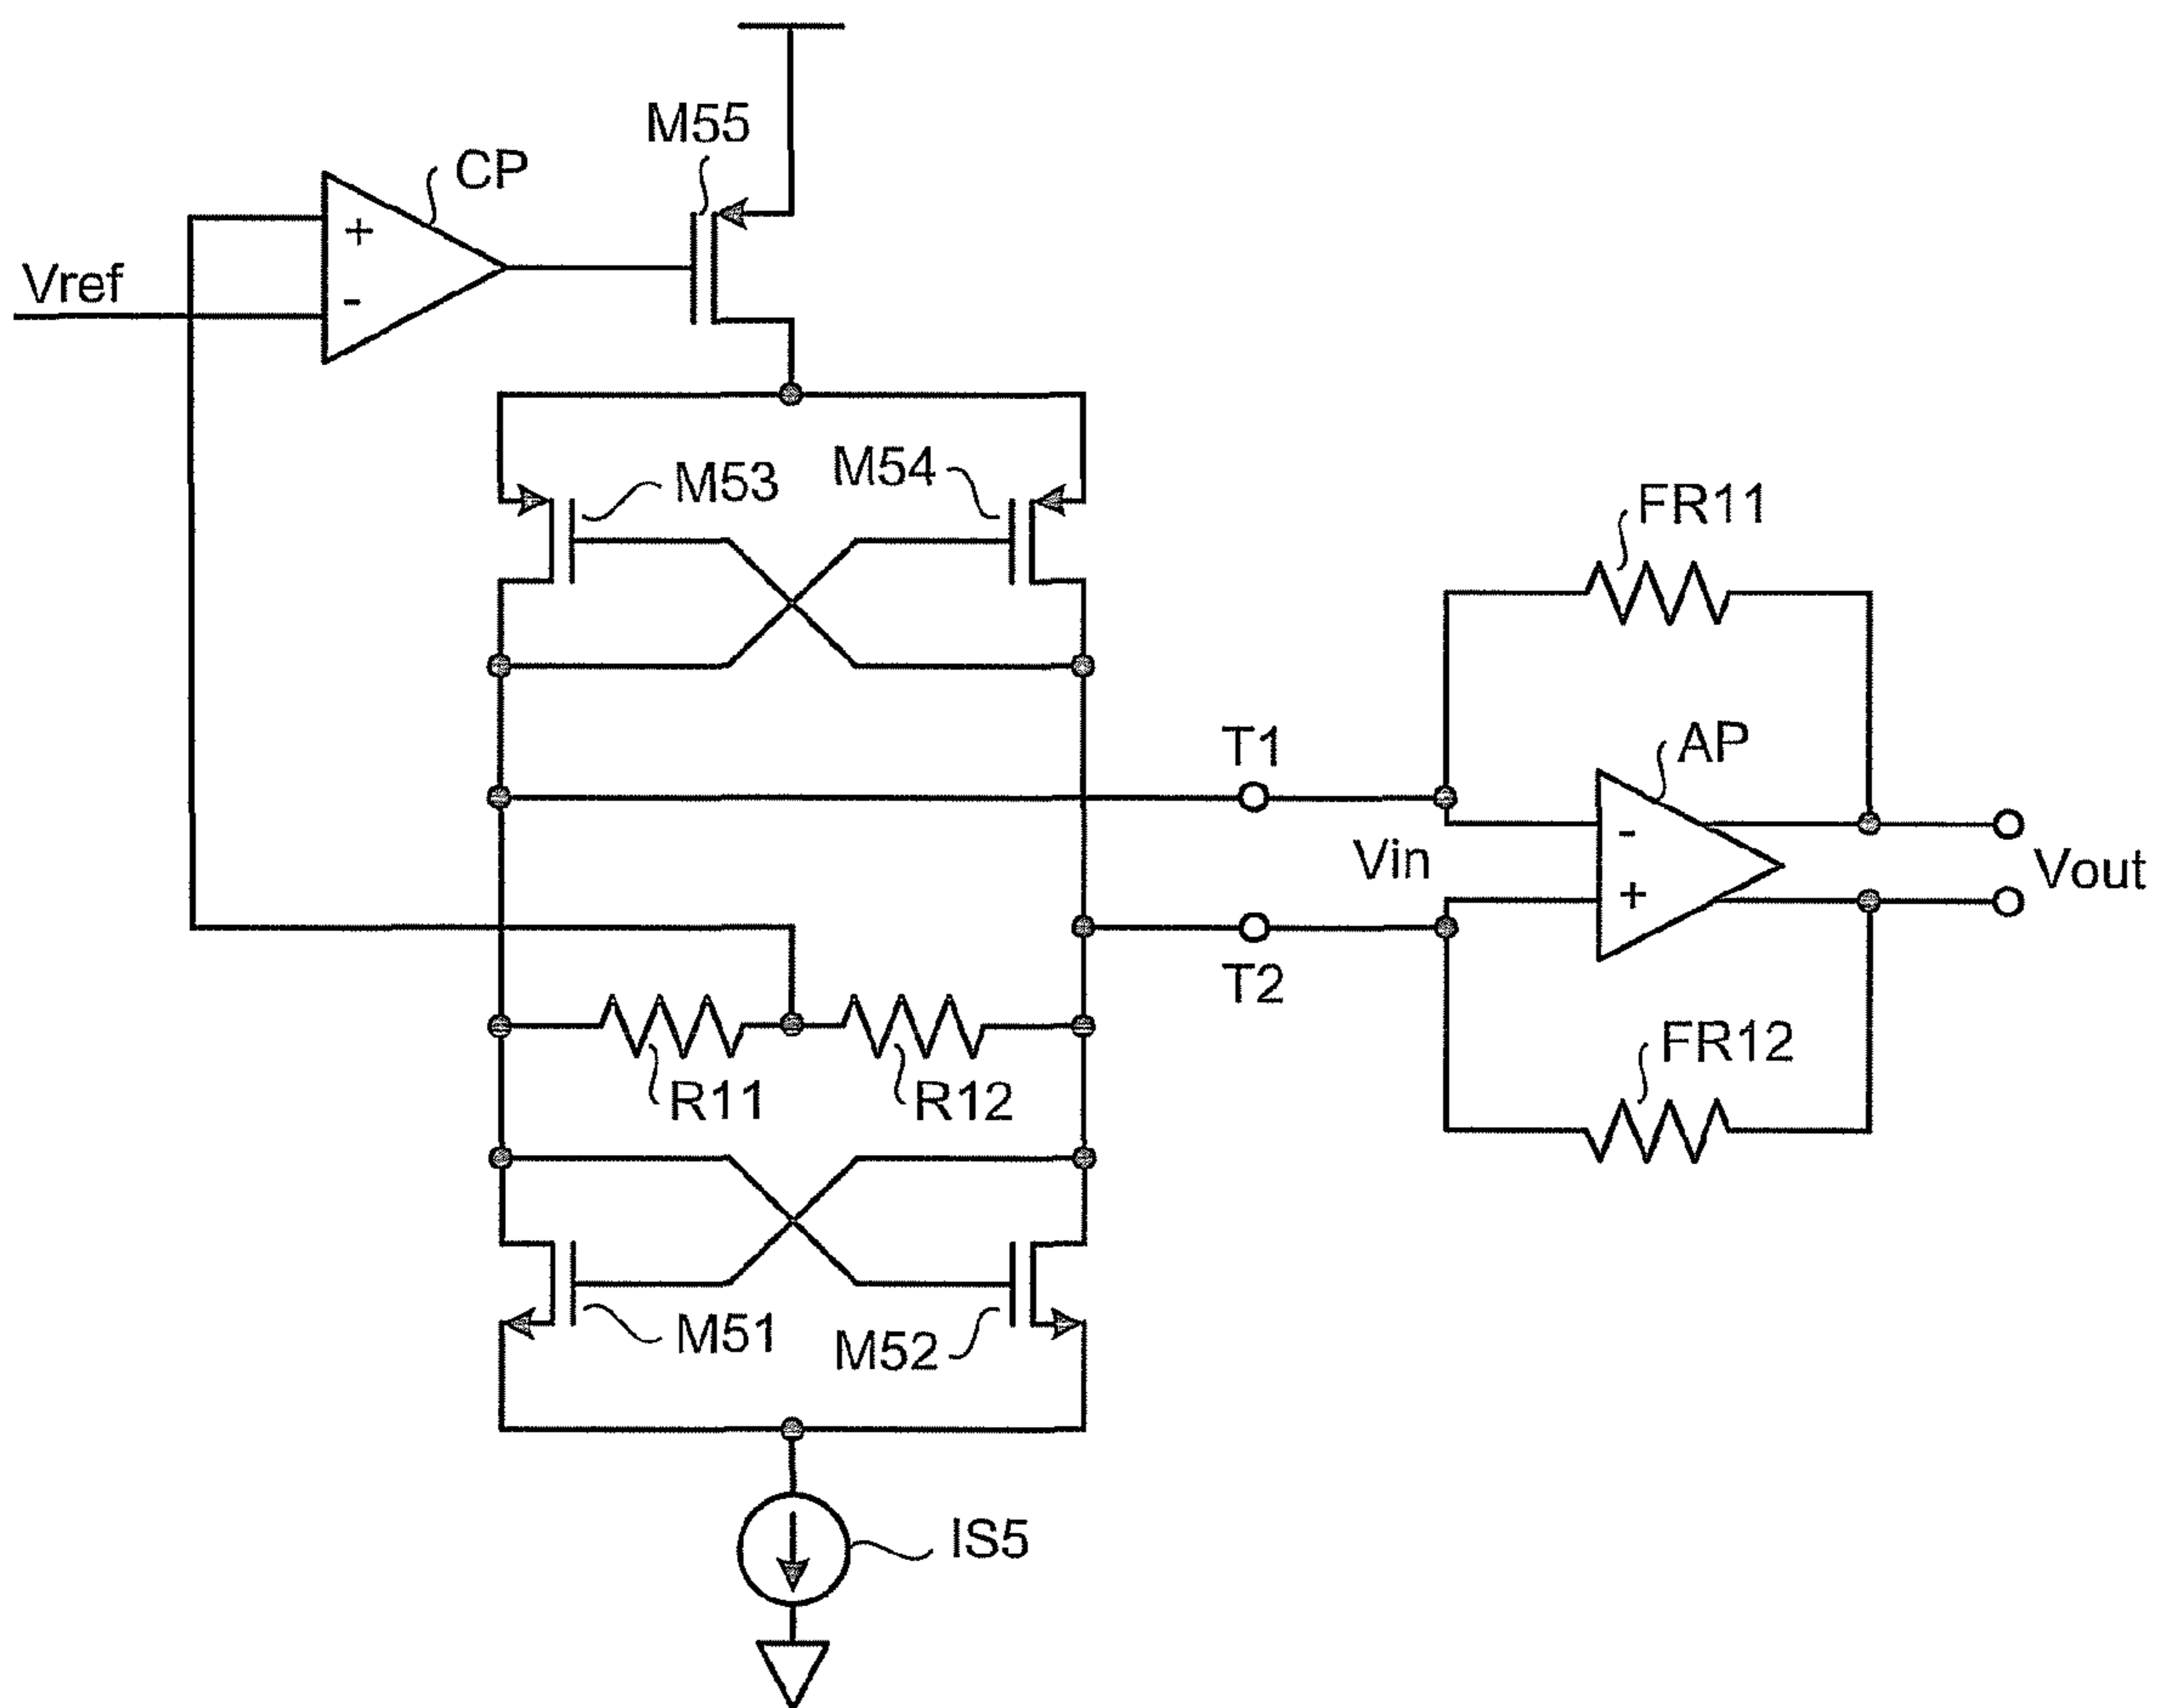 M55
CP
+
-
Vref
M53
M54
FR11
T1
AP
-
+
Vin
Vout
T2
R11
R12
FR12
M51
M52
IS5